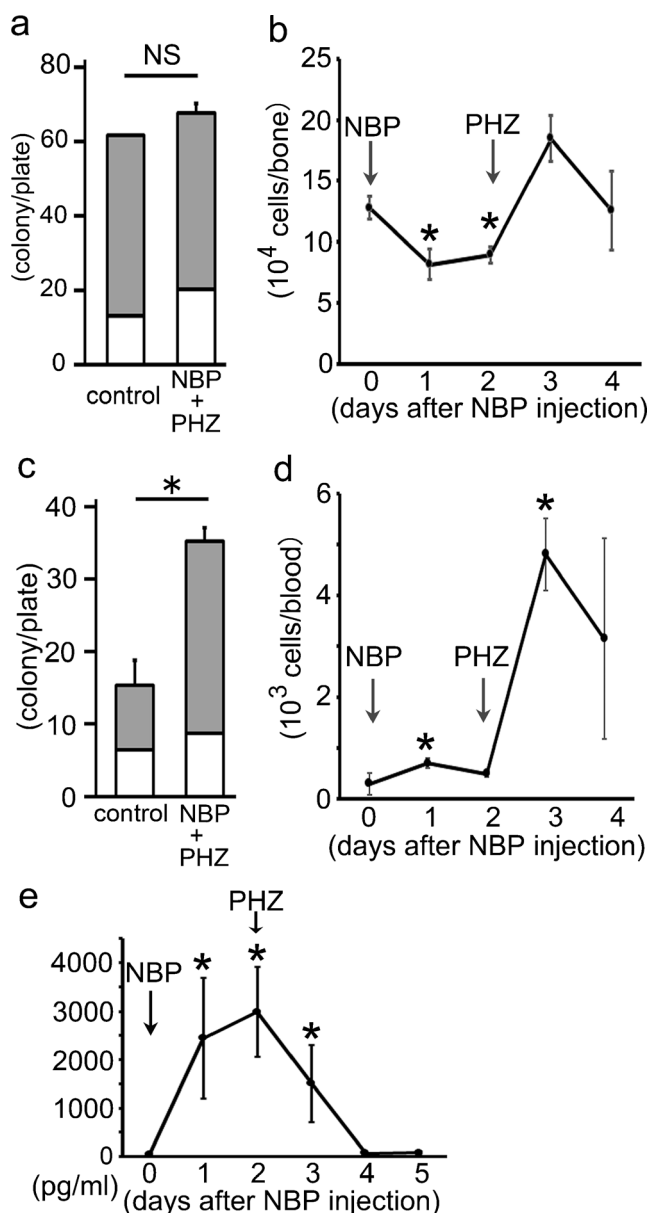 a
NS
80
60
40
20
0
(colony/plate)
control
NBP
+
PHZ
b
25
20
15
10
5
0
(10⁴ cells/bone)
NBP
PHZ
*
*
0 1 2 3 4
(days after NBP injection)
c
*
40
30
20
10
0
(colony/plate)
control
NBP
+
PHZ
d
6
4
2
0
(10³ cells/blood)
NBP
PHZ
*
*
0 1 2 3 4
(days after NBP injection)
e
PHZ
NBP
*
*
*
4000
3000
2000
1000
0
0 1 2 3 4 5
(pg/ml)
(days after NBP injection)